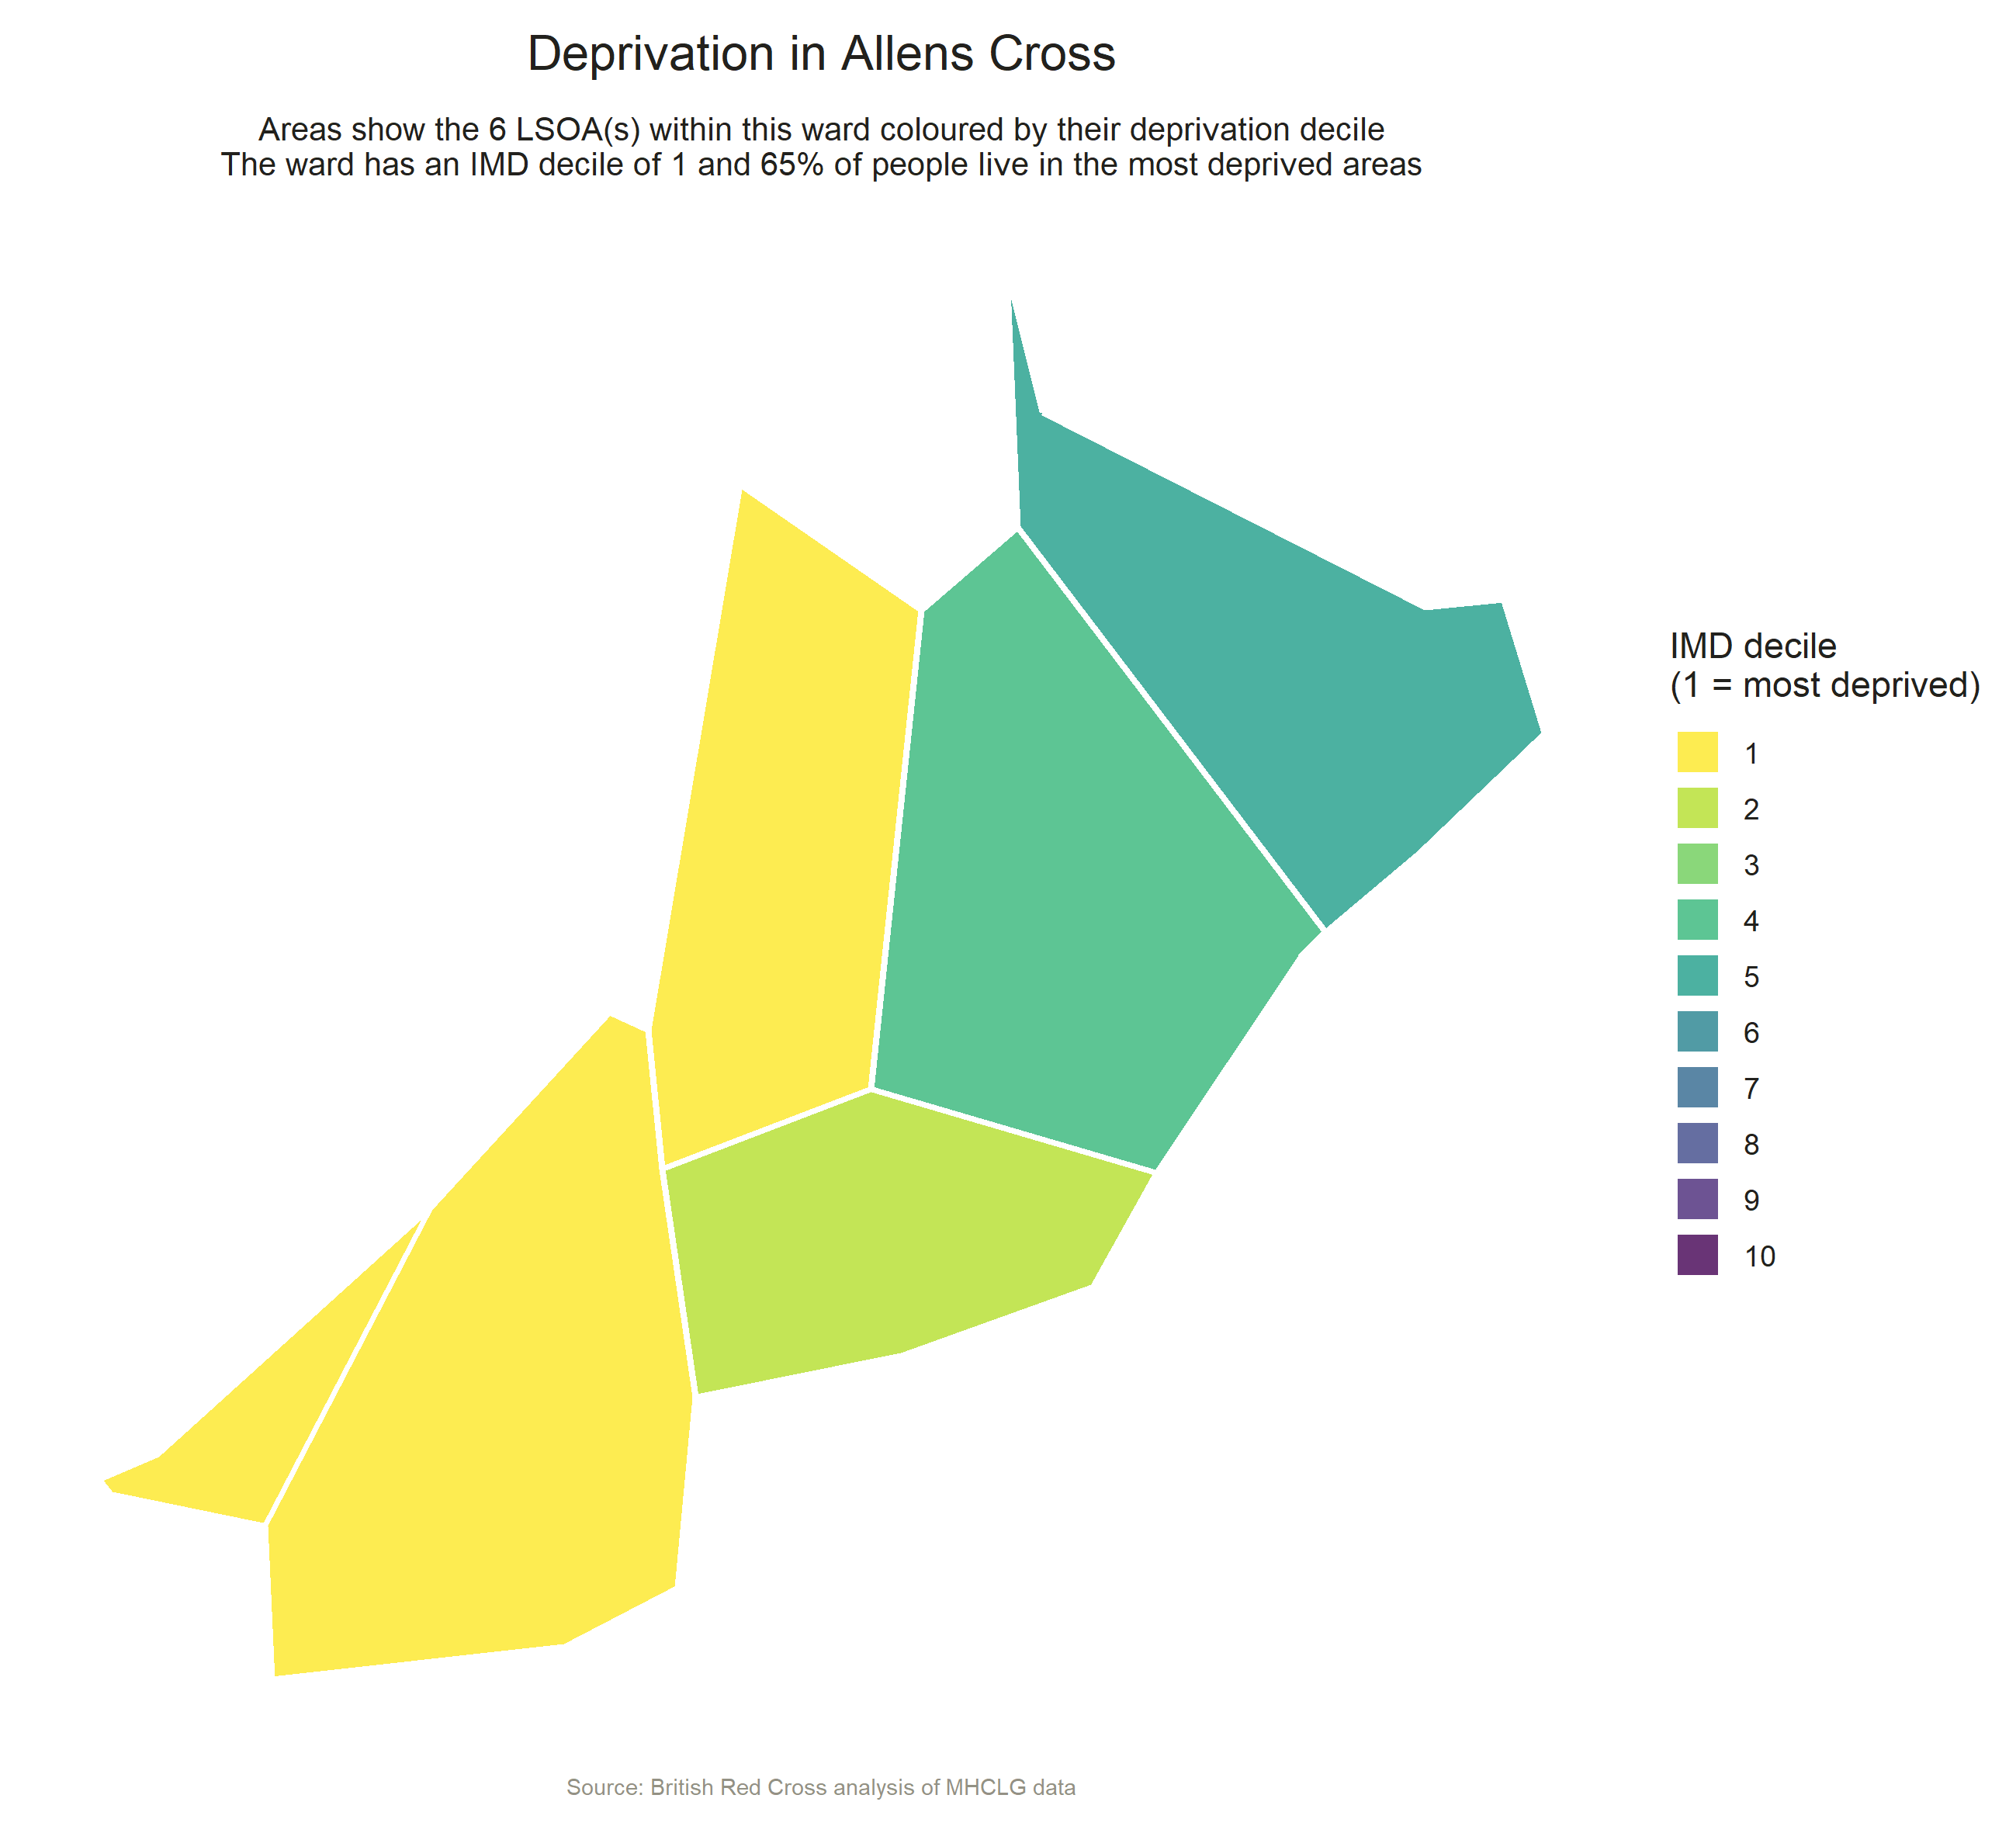 Deprivation in Allens Cross
Areas show the 6 LSOA(s) within this ward coloured by their deprivation decile
The ward has an IMD decile of 1 and 65% of people live in the most deprived areas
IMD decile
(1 = most deprived)
1
2
3
4
5
6
7
8
9
10
Source: British Red Cross analysis of MHCLG data